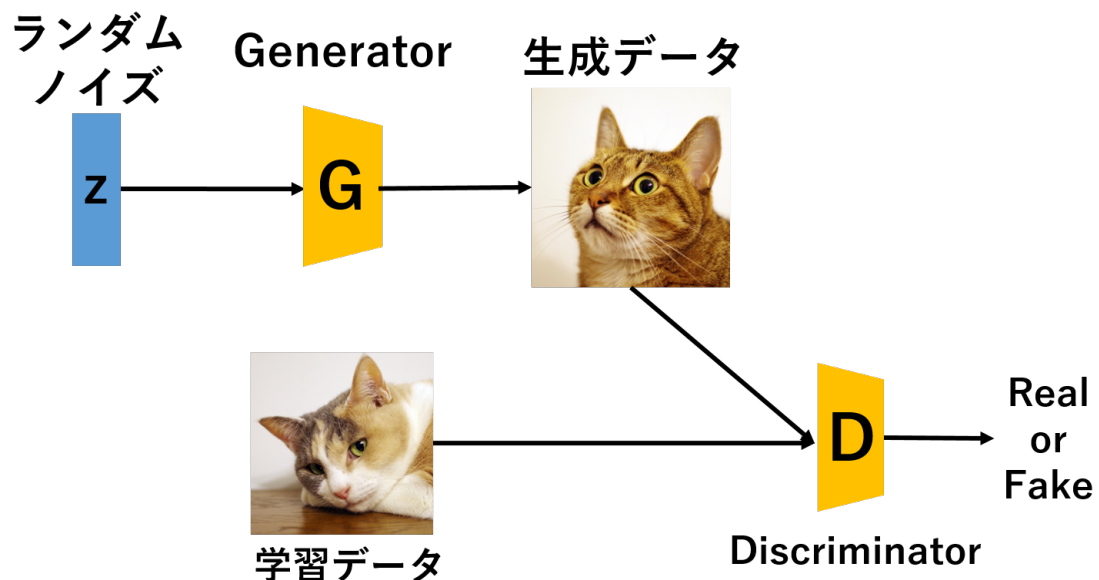 ランダム
ノイズ
Generator
生成データ
z
G
学習データ
D
Discriminator
Real
or
Fake